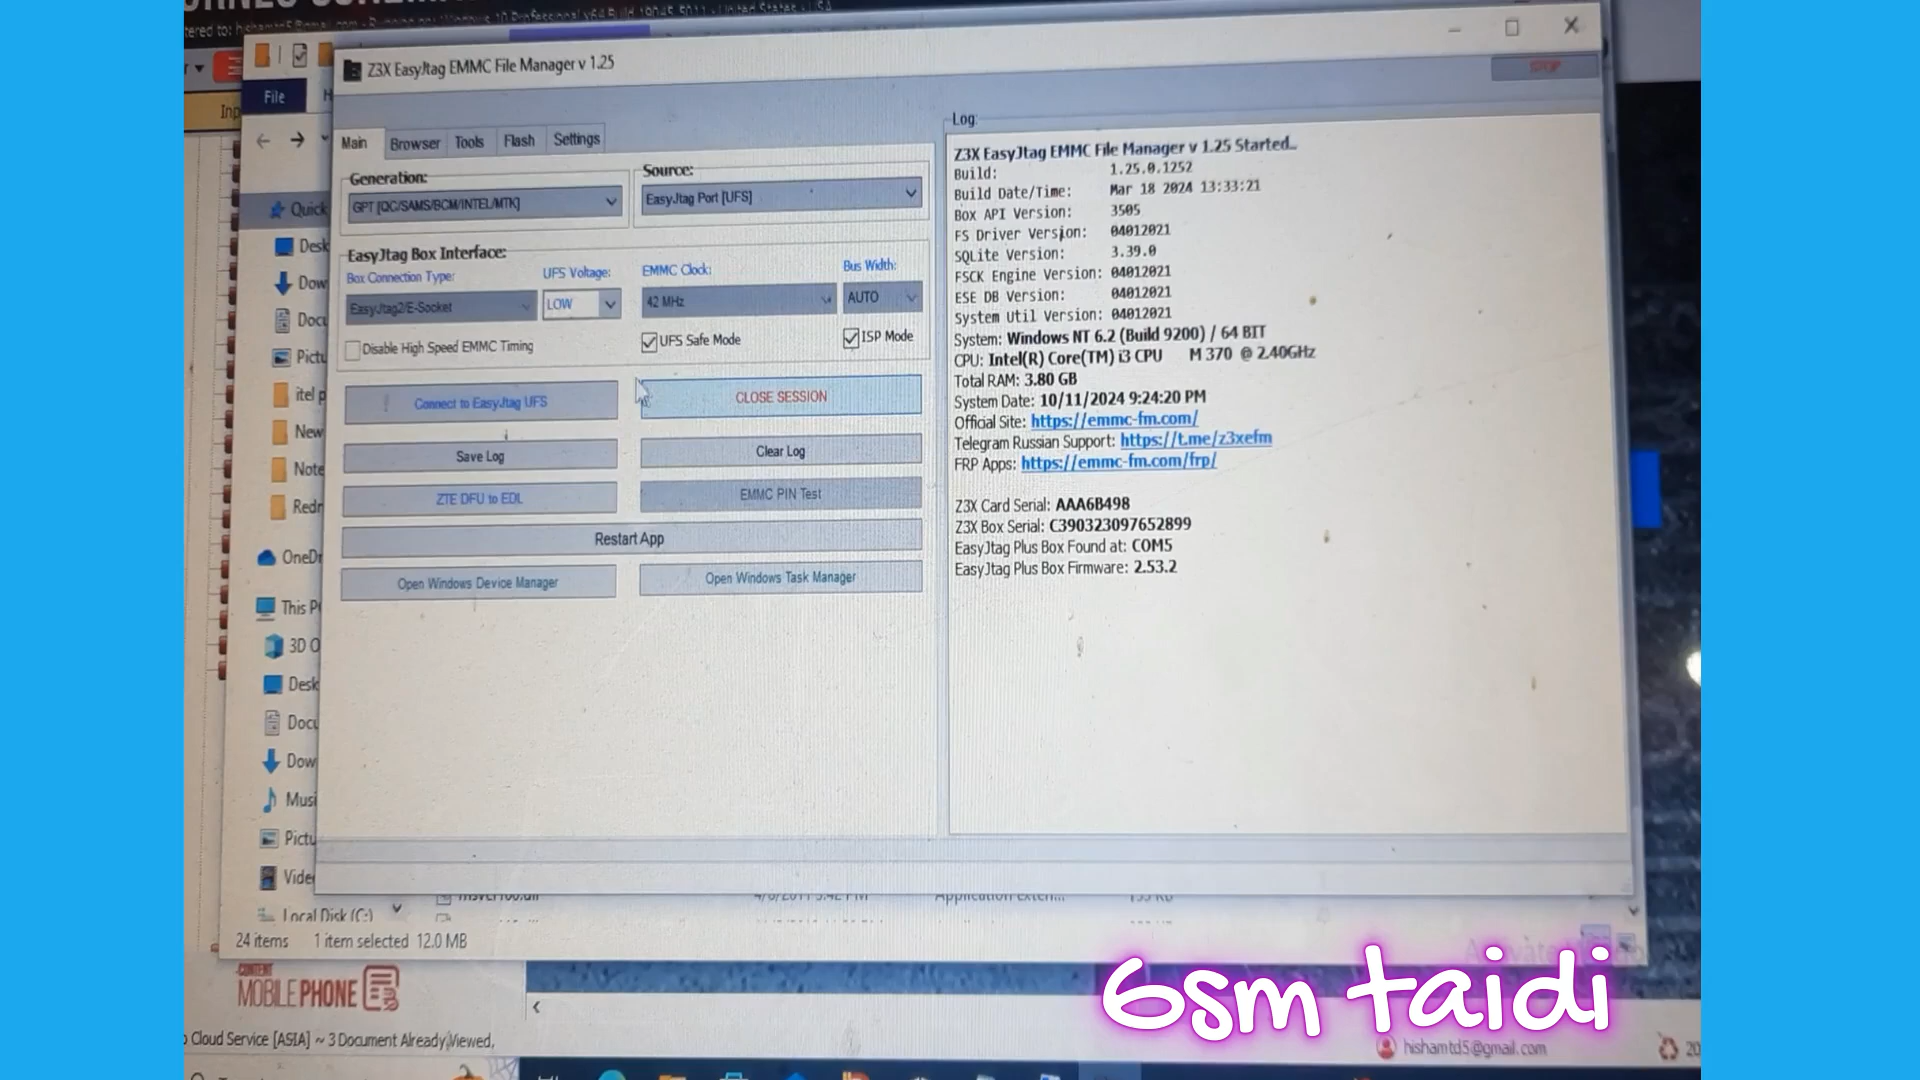 Z3X EasyJtag EMMC File Manager v 1.25
STOP
File
Main
Browser
Tools
Flash
Settings
Generation:
GPT [QC/SAMS/BCM/INTEL/MTK]
Source:
EasyJtag Port [UFS]
EasyJtag Box Interface:
Box Connection Type:
UFS Voltage:
EMMC Clock:
Bus Width:
EasyJtag2/E-Socket
LOW
42 MHz
AUTO
Disable High Speed EMMC Timing
UFS Safe Mode
ISP Mode
Connect to EasyJtag UFS
CLOSE SESSION
Save Log
Clear Log
ZTE DFU to EDL
EMMC PIN Test
Restart App
Open Windows Device Manager
Open Windows Task Manager
Log:
Z3X EasyJtag EMMC File Manager v 1.25 Started...
Build: 1.25.0.1252
Build Date/Time: Mar 18 2024 13:33:21
Box API Version: 3505
FS Driver Version: 04012021
SQLite Version: 3.39.0
FSCK Engine Version: 04012021
ESE DB Version: 04012021
System Util Version: 04012021
System: Windows NT 6.2 (Build 9200) / 64 BIT
CPU: Intel(R) Core(TM) i3 CPU M 370 @ 2.40GHz
Total RAM: 3.80 GB
System Date: 10/11/2024 9:24:20 PM
Official Site: https://emmc-fm.com/
Telegram Russian Support: https://t.me/z3xefm
FRP Apps: https://emmc-fm.com/frp/
Z3X Card Serial: AAA6B498
Z3X Box Serial: C390323097652899
EasyJtag Plus Box Found at: COM5
EasyJtag Plus Box Firmware: 2.53.2
Quick
Desk
Dow
Docu
Pictu
itel p
New
Note
Redr
OneDr
This P
3D O
Desk
Docu
Dow
Musi
Pictu
Vide
Local Disk (C:)
24 items 1 item selected 12.0 MB
CONTENT
MOBILE PHONE
Cloud Service [ASIA] ~ 3 Document Already Viewed,
hishamtd5@gmail.com
6sm taidi